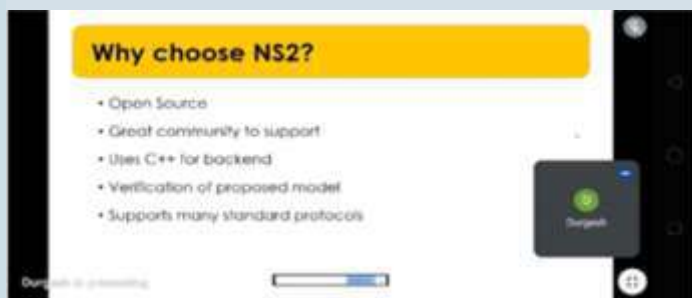 Why choose NS2?
• Open Source
• Great community to support
• Uses C++ for backend
• Verification of proposed model
• Supports many standard protocols
Durgesh
Durgesh is presenting